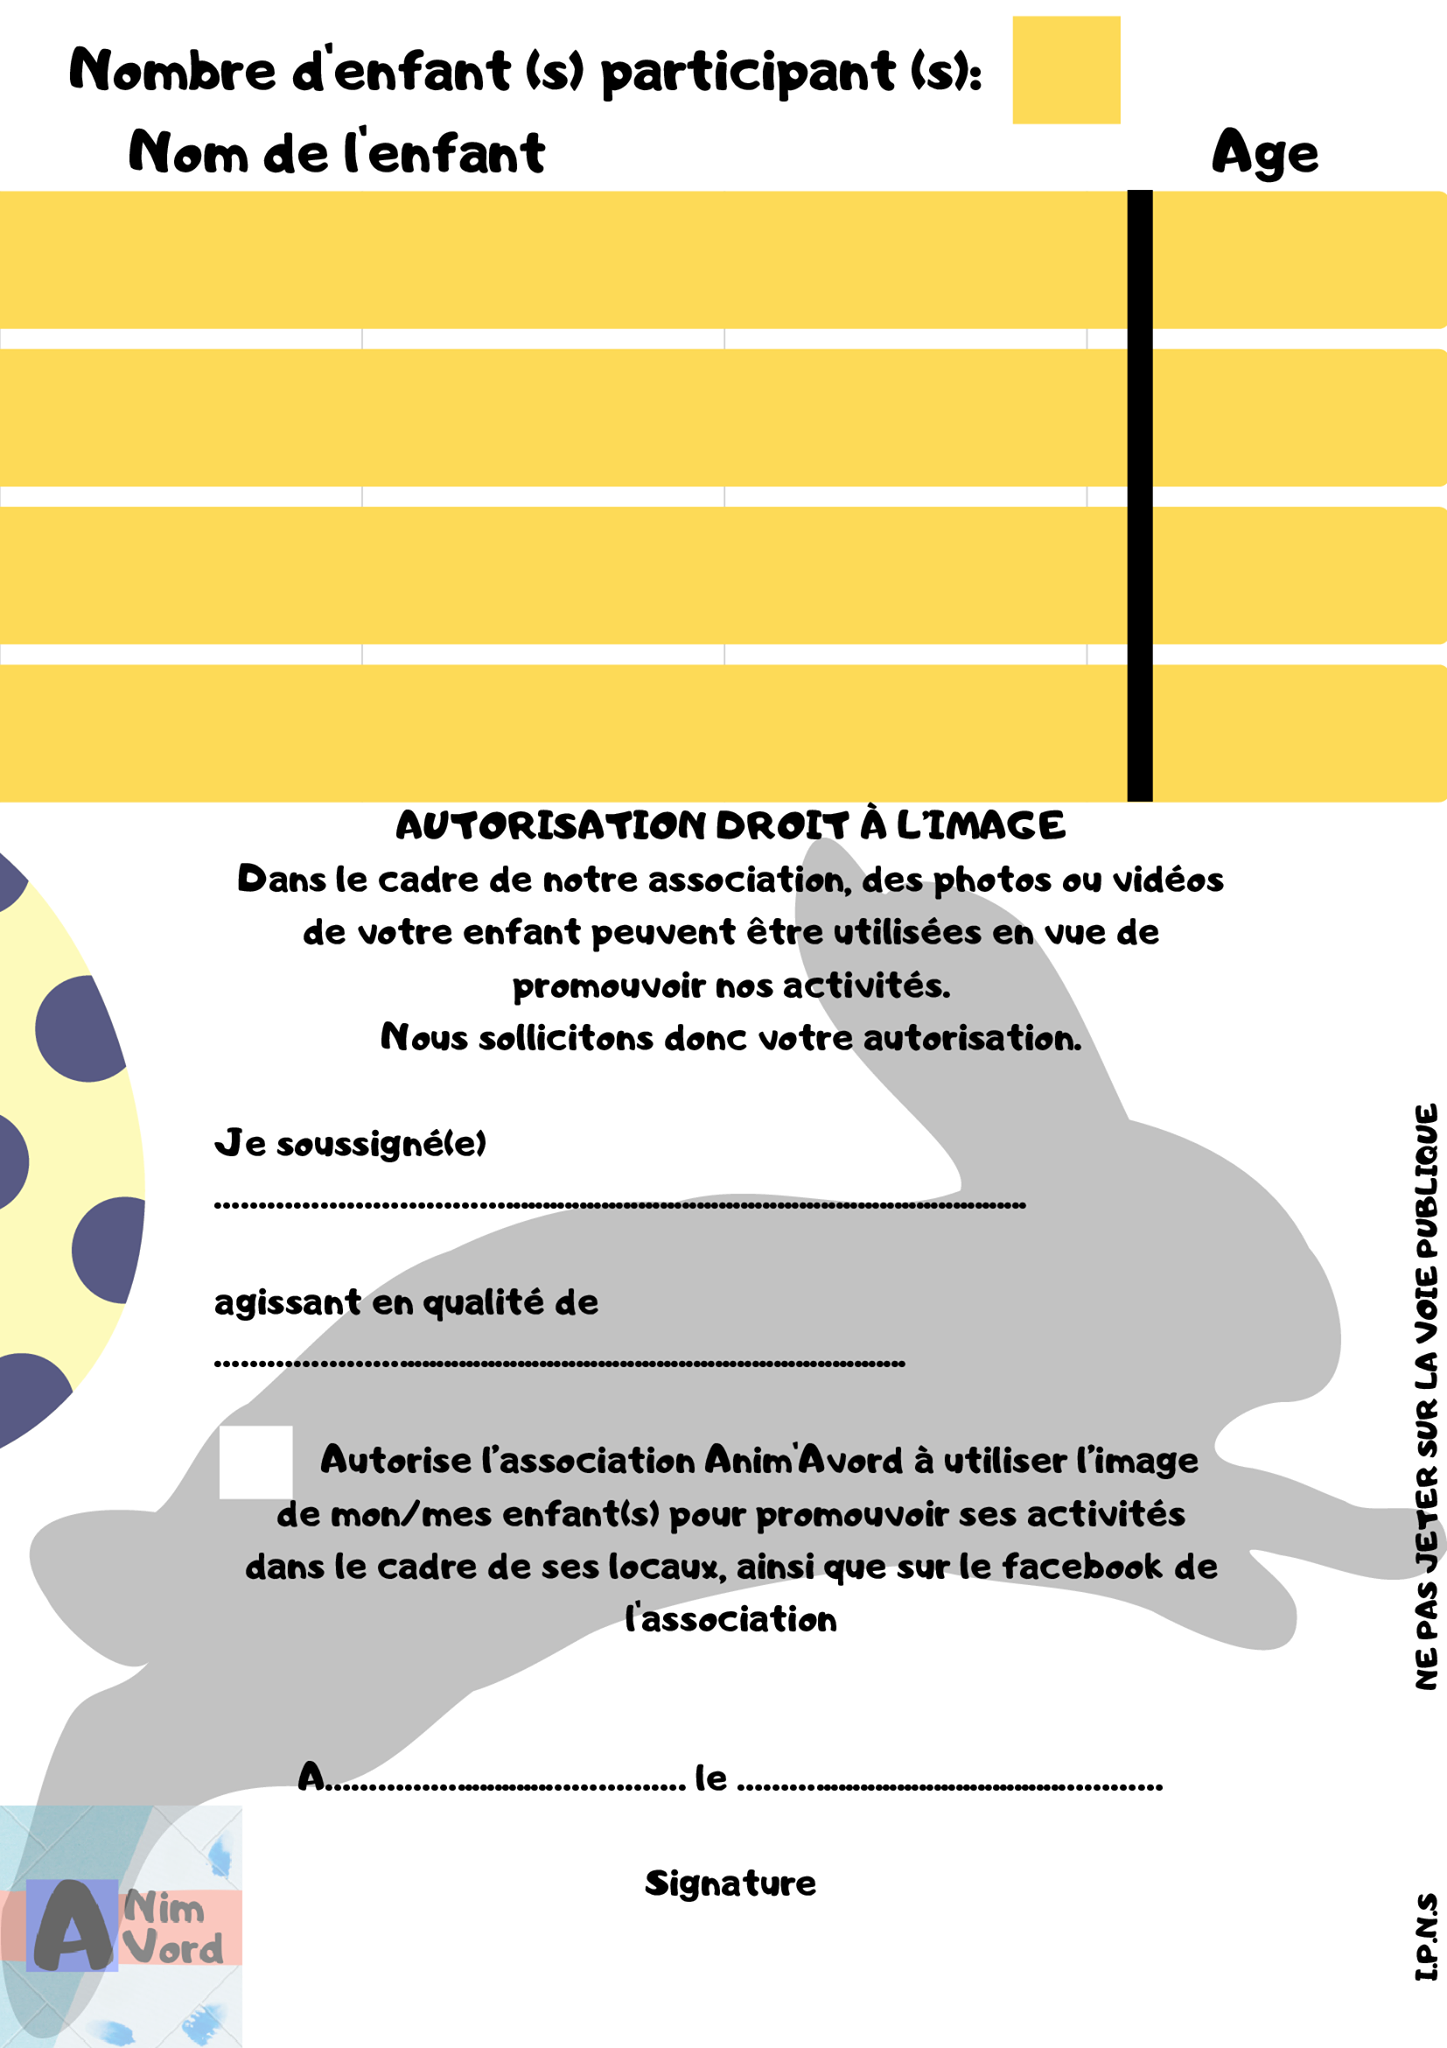 Nombre d'enfant (s) participant (s):
Nom de l'enfant
Age
AUTORISATION DROIT À L'IMAGE
Dans le cadre de notre association, des photos ou vidéos
de votre enfant peuvent être utilisées en vue de
promouvoir nos activités.
Nous sollicitons donc votre autorisation.
Je soussigné(e)
................................................................................................
agissant en qualité de
................................................................................................
Autorise l'association Anim'Avord à utiliser l'image
de mon/mes enfant(s) pour promouvoir ses activités
dans le cadre de ses locaux, ainsi que sur le facebook de
l'association
A............................................. le .....................................................
Signature
A Nim
Vord
NE PAS JETER SUR LA VOIE PUBLIQUE
I.P.N.S